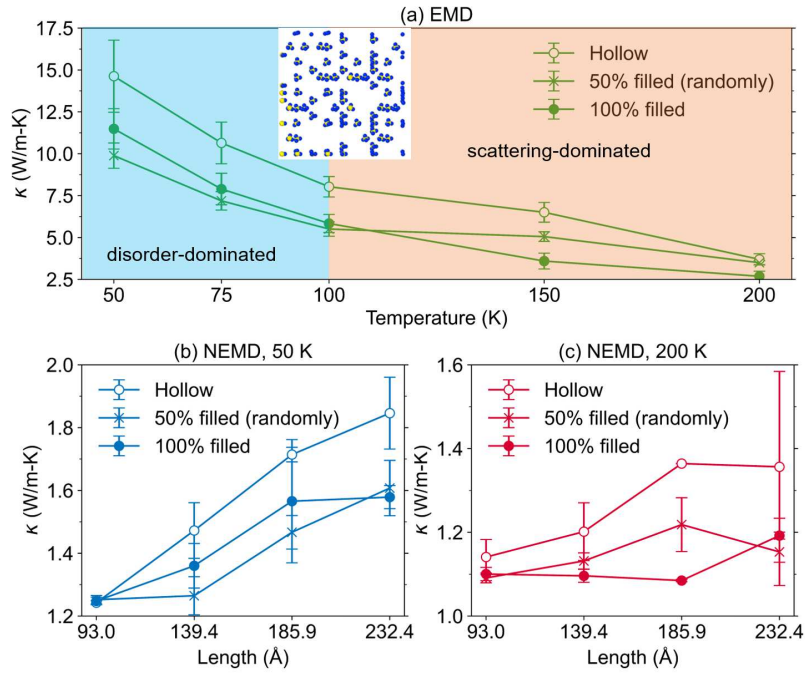 (a) EMD
17.5
15.0
12.5
10.0
7.5
5.0
2.5
κ (W/m-K)
Hollow
50% filled (randomly)
100% filled
scattering-dominated
disorder-dominated
50
75
100
150
200
Temperature (K)
(b) NEMD, 50 K
2.0
1.8
1.6
1.4
1.2
κ (W/m-K)
Hollow
50% filled (randomly)
100% filled
93.0
139.4
185.9
232.4
Length (Å)
(c) NEMD, 200 K
1.6
1.4
1.2
1.0
κ (W/m-K)
Hollow
50% filled (randomly)
100% filled
93.0
139.4
185.9
232.4
Length (Å)